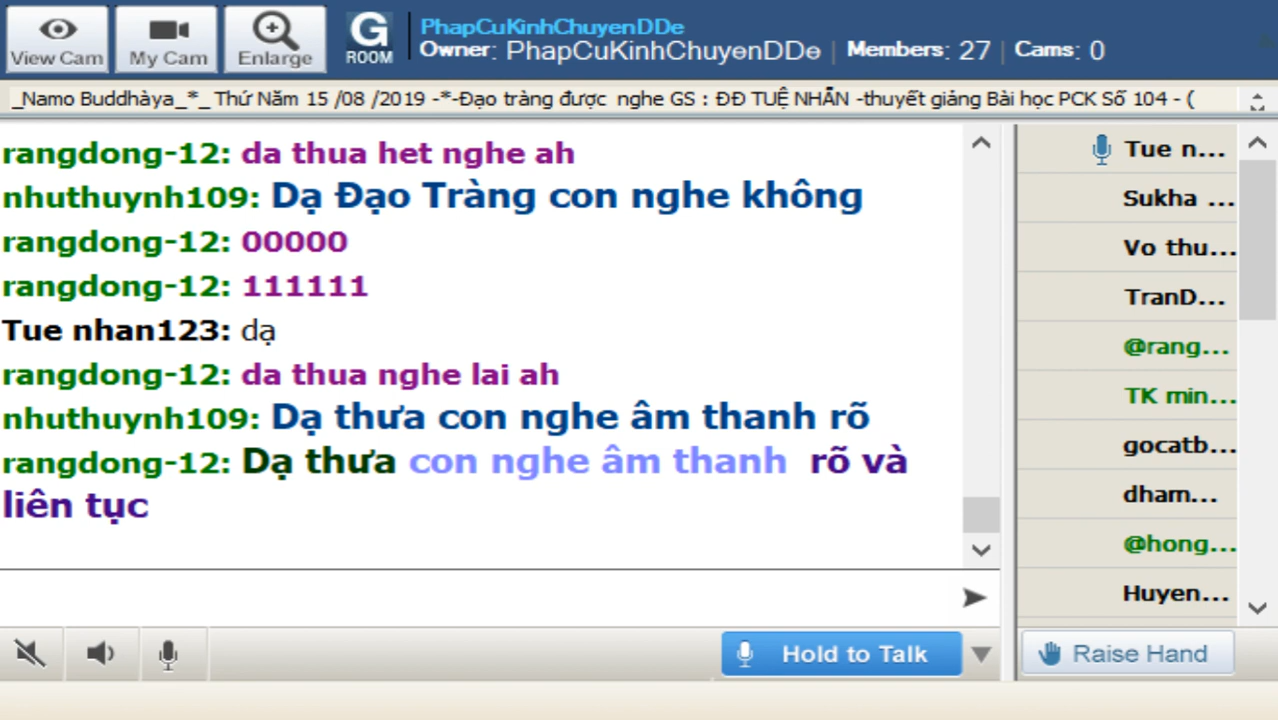 View Cam
My Cam
Enlarge
G
ROOM
PhapCuKinhChuyenDDe
Owner: PhapCuKinhChuyenDDe | Members: 27 | Cams: 0
_Namo Buddhàya_*_ Thứ Năm 15 /08 /2019 -*-Đạo tràng được nghe GS : ĐĐ TUỆ NHẪN -thuyết giảng Bài học PCK Số 104 - (
rangdong-12: da thua het nghe ah
nhuthuynh109: Dạ Đạo Tràng con nghe không
rangdong-12: 00000
rangdong-12: 111111
Tue nhan123: dạ
rangdong-12: da thua nghe lai ah
nhuthuynh109: Dạ thưa con nghe âm thanh rõ
rangdong-12: Dạ thưa con nghe âm thanh rõ và
liên tục
Tue n...
Sukha ...
Vo thu...
TranD...
@rang...
TK min...
gocatb...
dham...
@hong...
Huyen...
Hold to Talk
Raise Hand